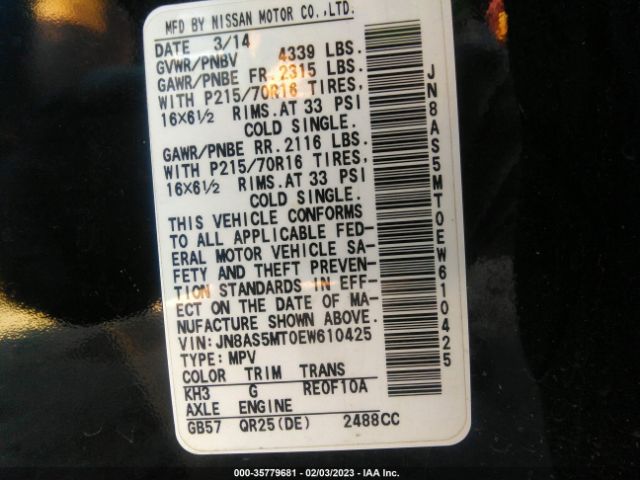 MFD BY NISSAN MOTOR CO.,LTD.
DATE 3/14
GVWR/PNBV 4339 LBS.
GAWR/PNBE FR.2315 LBS.
WITH P215/70R16 TIRES,
16X6½ RIMS.AT 33 PSI
COLD SINGLE.
GAWR/PNBE RR.2116 LBS.
WITH P215/70R16 TIRES,
16X6½ RIMS.AT 33 PSI
COLD SINGLE.
THIS VEHICLE CONFORMS
TO ALL APPLICABLE FED-
ERAL MOTOR VEHICLE SA-
FETY AND THEFT PREVEN-
TION STANDARDS IN EFF-
ECT ON THE DATE OF MA-
NUFACTURE SHOWN ABOVE.
VIN:JN8AS5MT0EW610425
TYPE:MPV
COLOR TRIM TRANS
KH3 G RE0F10A
AXLE ENGINE
GB57 QR25(DE) 2488CC
JN8AS5MT0EW610425
000-35779681 - 02/03/2023 - IAA Inc.